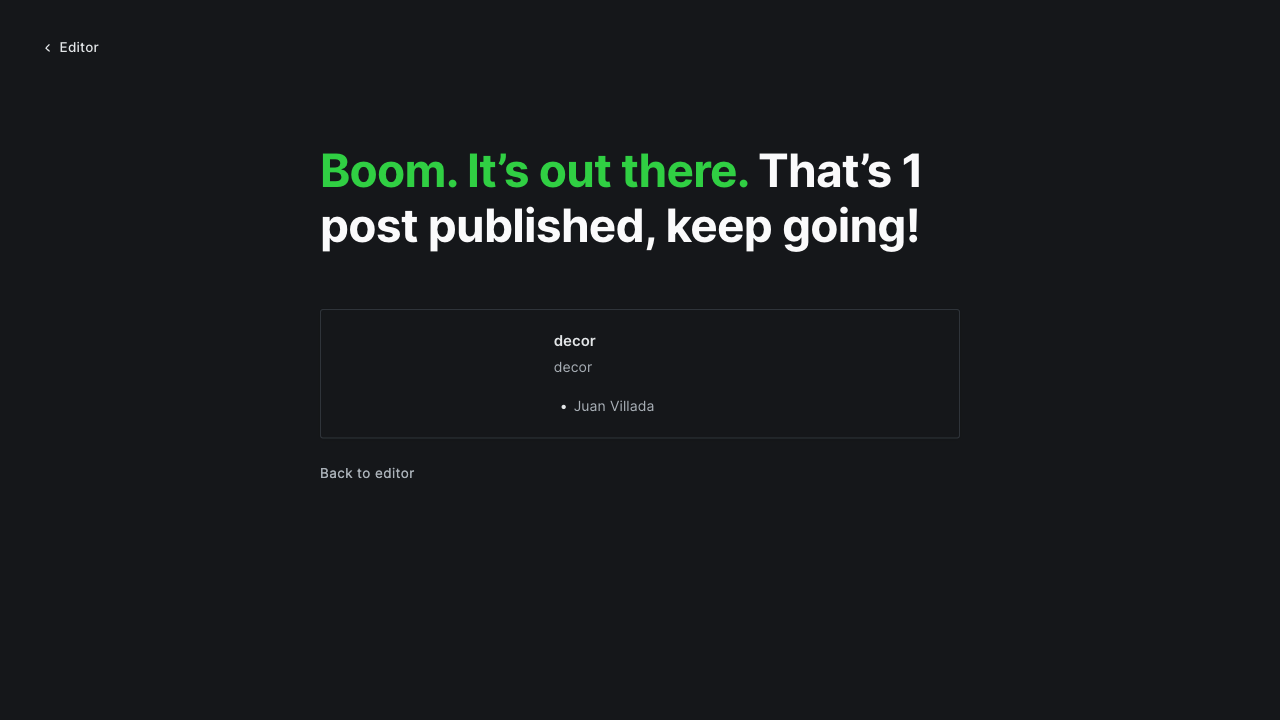 Editor
Boom. It’s out there. That’s 1
post published, keep going!
decor
decor
• Juan Villada
Back to editor